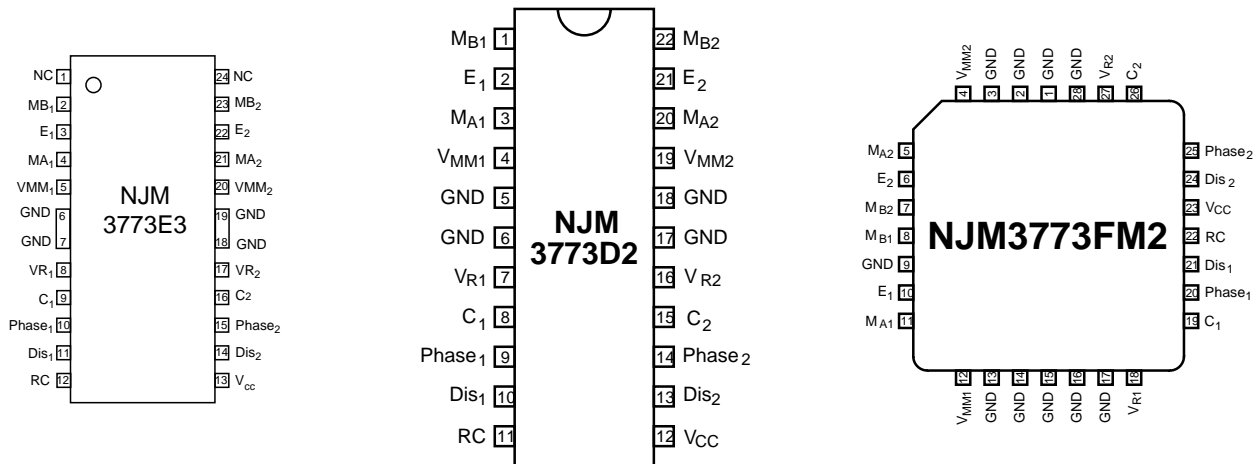 NC 1 24 NC
MB1 2 23 MB2
E1 3 22 E2
MA1 4 21 MA2
VMM1 5 20 VMM2
GND 6 19 GND
GND 7 18 GND
VR1 8 17 VR2
C1 9 16 C2
Phase1 10 15 Phase2
Dis1 11 14 Dis2
RC 12 13 Vcc
NJM
3773E3
MB1 1 22 MB2
E1 2 21 E2
MA1 3 20 MA2
VMM1 4 19 VMM2
GND 5 18 GND
GND 6 17 GND
VR1 7 16 VR2
C1 8 15 C2
Phase1 9 14 Phase2
Dis1 10 13 Dis2
RC 11 12 VCC
NJM
3773D2
VMM2 GND GND GND GND VR2 C2
4 3 2 1 28 27 26
MA2 5 25 Phase2
E2 6 24 Dis2
MB2 7 23 VCC
MB1 8 22 RC
GND 9 21 Dis1
E1 10 20 Phase1
MA1 11 19 C1
NJM3773FM2
12 13 14 15 16 17 18
VMM1 GND GND GND GND GND VR1